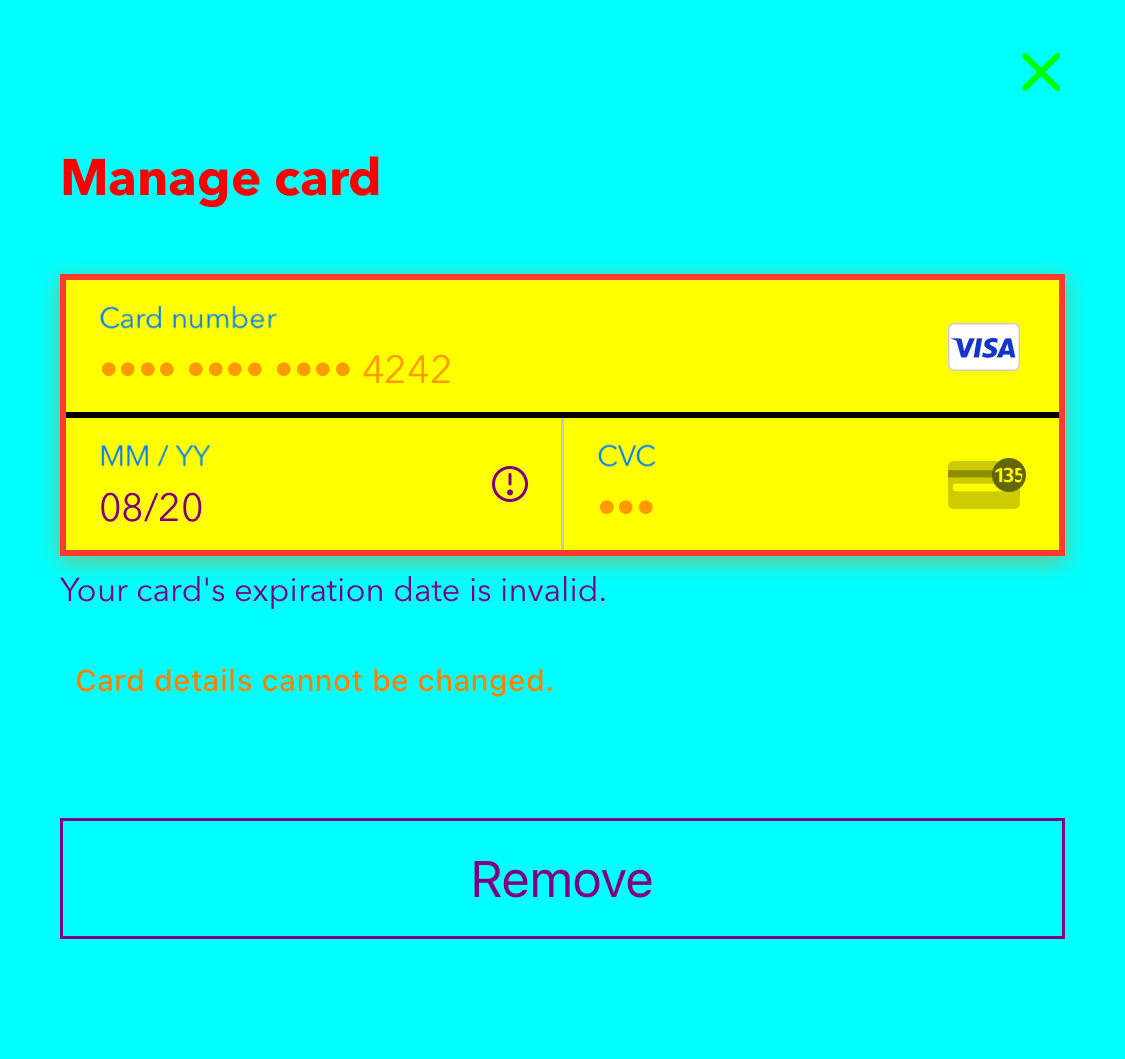 Manage card
Card number
•••• •••• •••• 4242
VISA
MM / YY
08/20
CVC
•••
135
Your card's expiration date is invalid.
Card details cannot be changed.
Remove